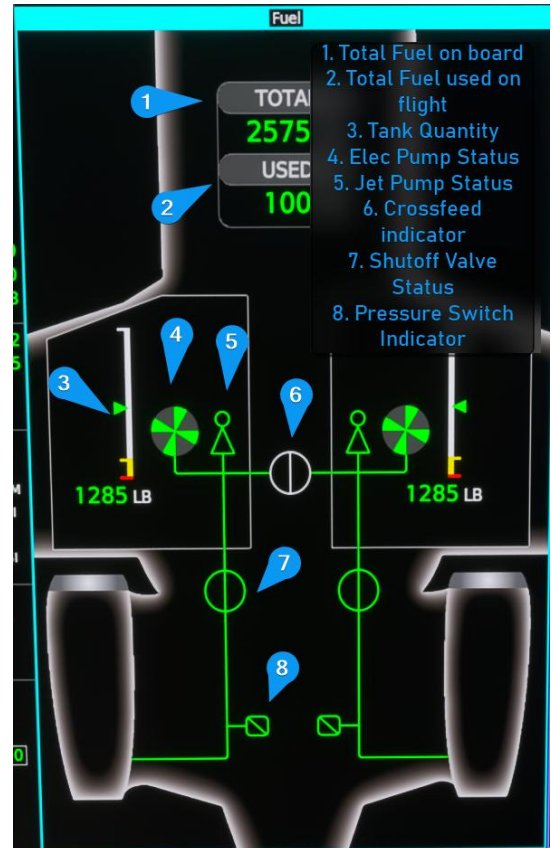 Fuel
1. Total Fuel on board
2. Total Fuel used on
flight
3. Tank Quantity
4. Elec Pump Status
5. Jet Pump Status
6. Crossfeed
indicator
7. Shutoff Valve
Status
8. Pressure Switch
Indicator
1
TOTA
2575
2
USED
100
3
4
5
6
1285 LB
1285 LB
7
8